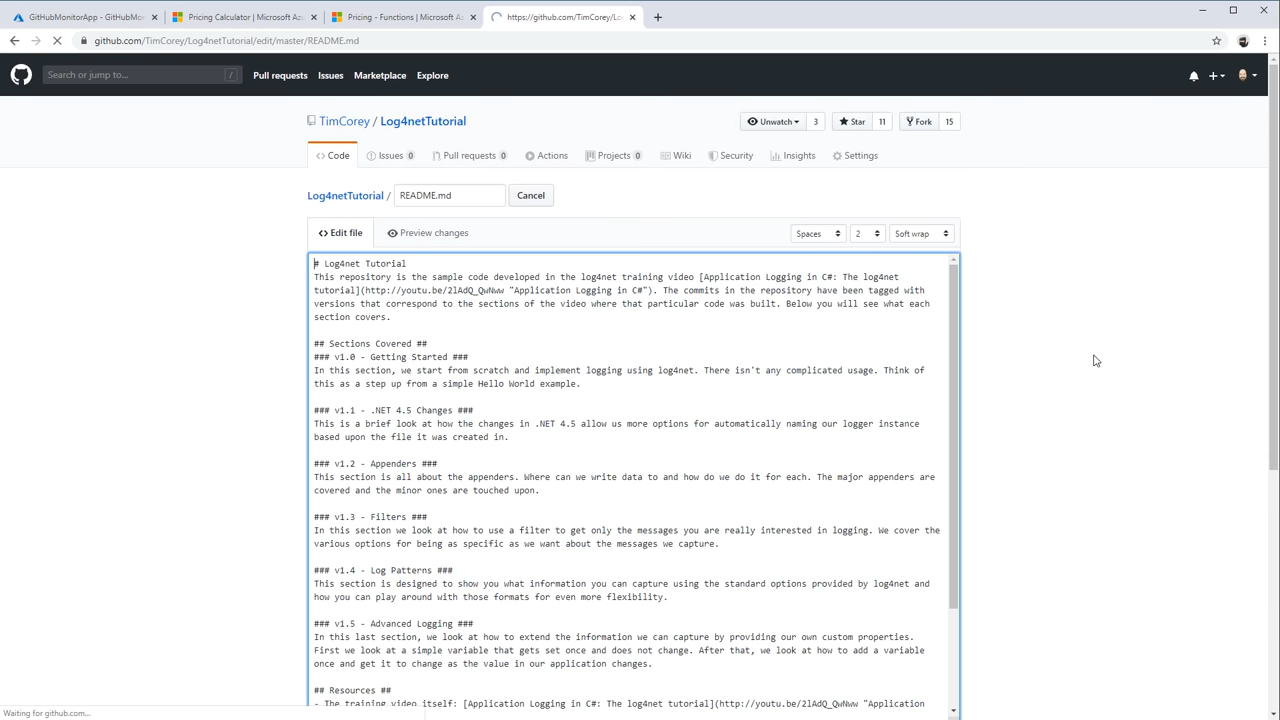 GitHubMonitorApp - GitHubMon
Pricing Calculator | Microsoft Azu
Pricing - Functions | Microsoft Az
https://github.com/TimCorey/Log
github.com/TimCorey/Log4netTutorial/edit/master/README.md
Search or jump to...
/
Pull requests
Issues
Marketplace
Explore
TimCorey / Log4netTutorial
Unwatch
3
Star
11
Fork
15
Code
Issues 0
Pull requests 0
Actions
Projects 0
Wiki
Security
Insights
Settings
Log4netTutorial /
README.md
Cancel
Edit file
Preview changes
Spaces
2
Soft wrap
# Log4net Tutorial
This repository is the sample code developed in the log4net training video [Application Logging in C#: The log4net
tutorial](http://youtu.be/2lAdQ_QwNww "Application Logging in C#"). The commits in the repository have been tagged with
versions that correspond to the sections of the video where that particular code was built. Below you will see what each
section covers.
## Sections Covered ##
### v1.0 - Getting Started ###
In this section, we start from scratch and implement logging using log4net. There isn't any complicated usage. Think of
this as a step up from a simple Hello World example.
### v1.1 - .NET 4.5 Changes ###
This is a brief look at how the changes in .NET 4.5 allow us more options for automatically naming our logger instance
based upon the file it was created in.
### v1.2 - Appenders ###
This section is all about the appenders. Where can we write data to and how do we do it for each. The major appenders are
covered and the minor ones are touched upon.
### v1.3 - Filters ###
In this section we look at how to use a filter to get only the messages you are really interested in logging. We cover the
various options for being as specific as we want about the messages we capture.
### v1.4 - Log Patterns ###
This section is designed to show you what information you can capture using the standard options provided by log4net and
how you can play around with those formats for even more flexibility.
### v1.5 - Advanced Logging ###
In this last section, we look at how to extend the information we can capture by providing our own custom properties.
First we look at a simple variable that gets set once and does not change. After that, we look at how to add a variable
once and get it to change as the value in our application changes.
## Resources ##
- The training video itself: [Application Logging in C#: The log4net tutorial](http://youtu.be/2lAdQ_QwNww "Application
Waiting for github.com...